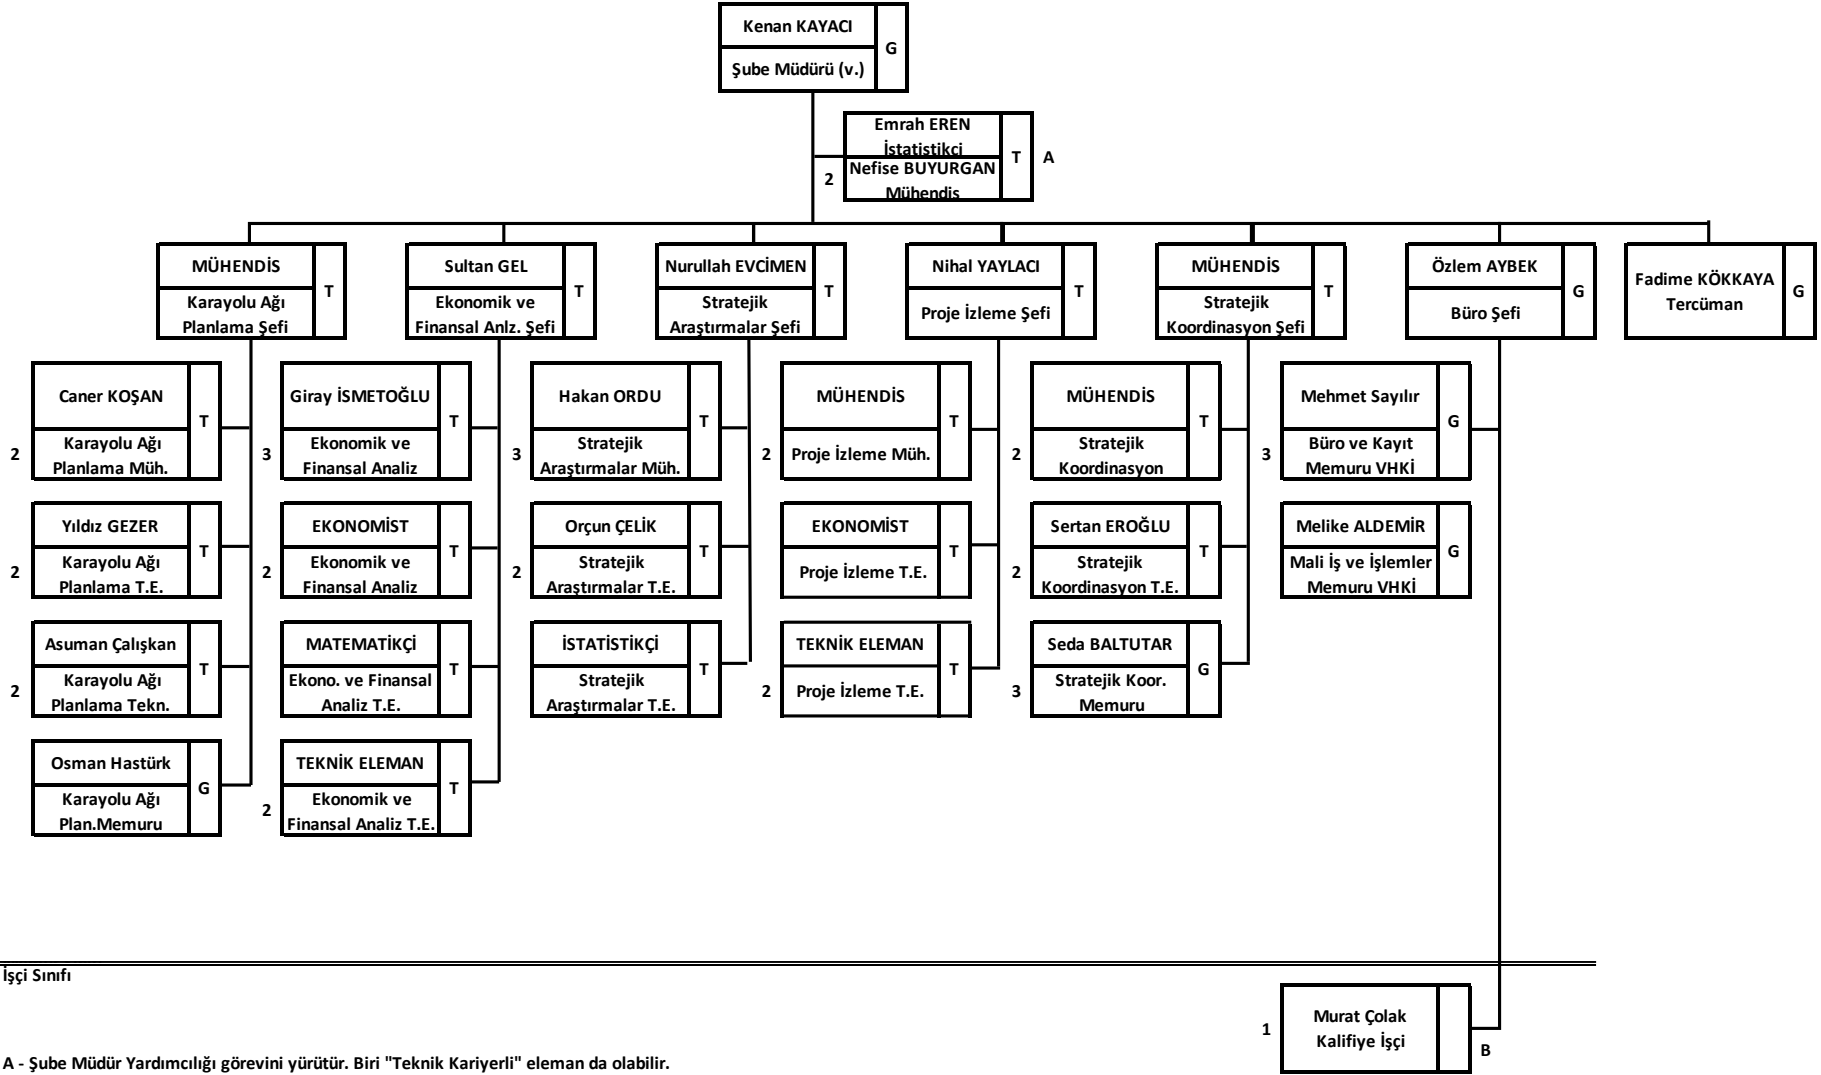 Kenan KAYACI
G
Şube Müdürü (v.)
Emrah EREN
İstatistikci
T
A
2
Nefise BUYURGAN
Mühendis
MÜHENDİS
T
Karayolu Ağı
Planlama Şefi
Sultan GEL
T
Ekonomik ve
Finansal Anlz. Şefi
Nurullah EVCİMEN
T
Stratejik
Araştırmalar Şefi
Nihal YAYLACI
T
Proje İzleme Şefi
MÜHENDİS
T
Stratejik
Koordinasyon Şefi
Özlem AYBEK
G
Büro Şefi
Fadime KÖKKAYA
Tercüman
G
Caner KOŞAN
T
2
Karayolu Ağı
Planlama Müh.
Giray İSMETOĞLU
T
3
Ekonomik ve
Finansal Analiz
Hakan ORDU
T
3
Stratejik
Araştırmalar Müh.
MÜHENDİS
T
2
Proje İzleme Müh.
MÜHENDİS
T
2
Stratejik
Koordinasyon
Mehmet Sayılır
G
3
Büro ve Kayıt
Memuru VHKİ
Yıldız GEZER
T
2
Karayolu Ağı
Planlama T.E.
EKONOMİST
T
2
Ekonomik ve
Finansal Analiz
Orçun ÇELİK
T
2
Stratejik
Araştırmalar T.E.
EKONOMİST
T
Proje İzleme T.E.
Sertan EROĞLU
T
2
Stratejik
Koordinasyon T.E.
Melike ALDEMİR
G
Mali İş ve İşlemler
Memuru VHKİ
Asuman Çalışkan
T
2
Karayolu Ağı
Planlama Tekn.
MATEMATİKÇİ
T
Ekono. ve Finansal
Analiz T.E.
İSTATİSTİKÇİ
T
Stratejik
Araştırmalar T.E.
TEKNİK ELEMAN
T
2
Proje İzleme T.E.
Seda BALTUTAR
G
3
Stratejik Koor.
Memuru
Osman Hastürk
G
Karayolu Ağı
Plan.Memuru
TEKNİK ELEMAN
T
2
Ekonomik ve
Finansal Analiz T.E.
İşçi Sınıfı
1
Murat Çolak
Kalifiye İşçi
B
A - Şube Müdür Yardımcılığı görevini yürütür. Biri "Teknik Kariyerli" eleman da olabilir.